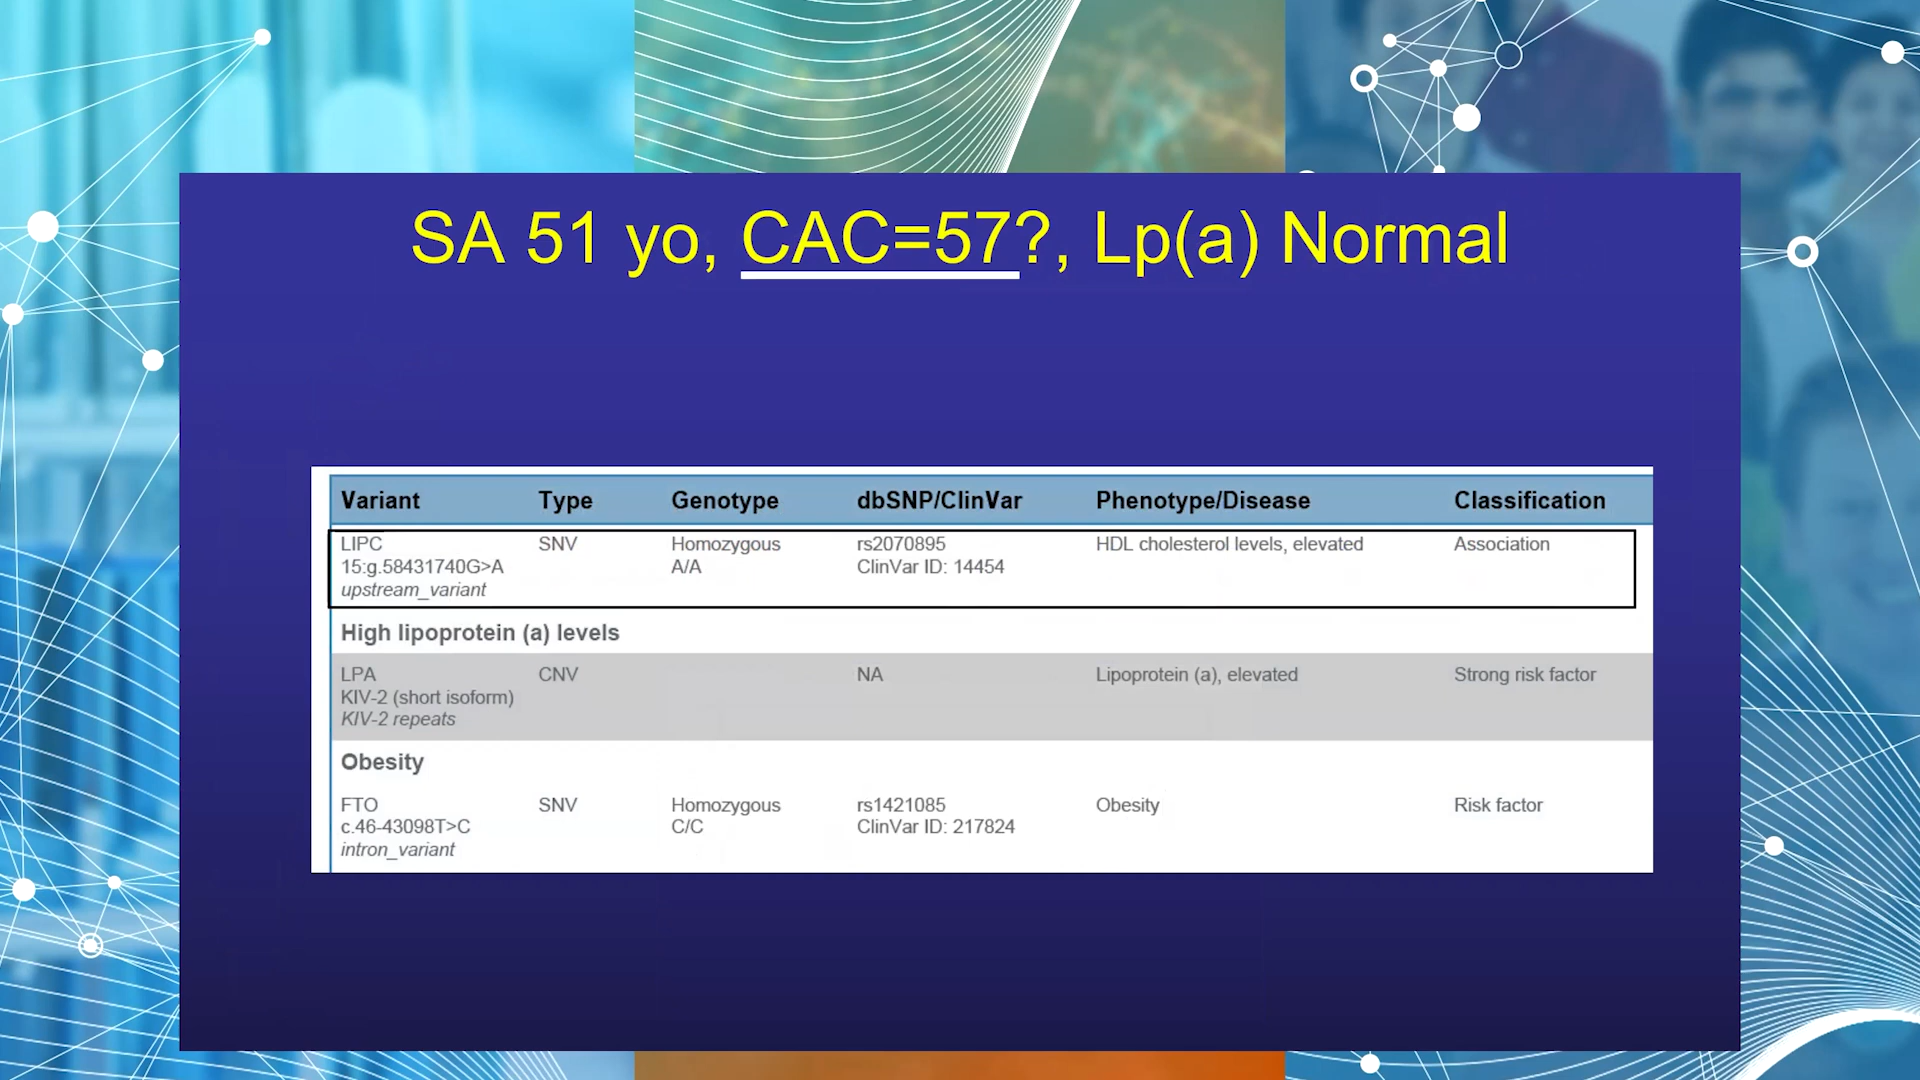 SA 51 yo, CAC=57?, Lp(a) Normal
Variant Type Genotype dbSNP/ClinVar Phenotype/Disease Classification
LIPC SNV Homozygous rs2070895 HDL cholesterol levels, elevated Association
15:g.58431740G>A A/A ClinVar ID: 14454
upstream_variant
High lipoprotein (a) levels
LPA CNV NA Lipoprotein (a), elevated Strong risk factor
KIV-2 (short isoform)
KIV-2 repeats
Obesity
FTO SNV Homozygous rs1421085 Obesity Risk factor
c.46-43098T>C C/C ClinVar ID: 217824
intron_variant